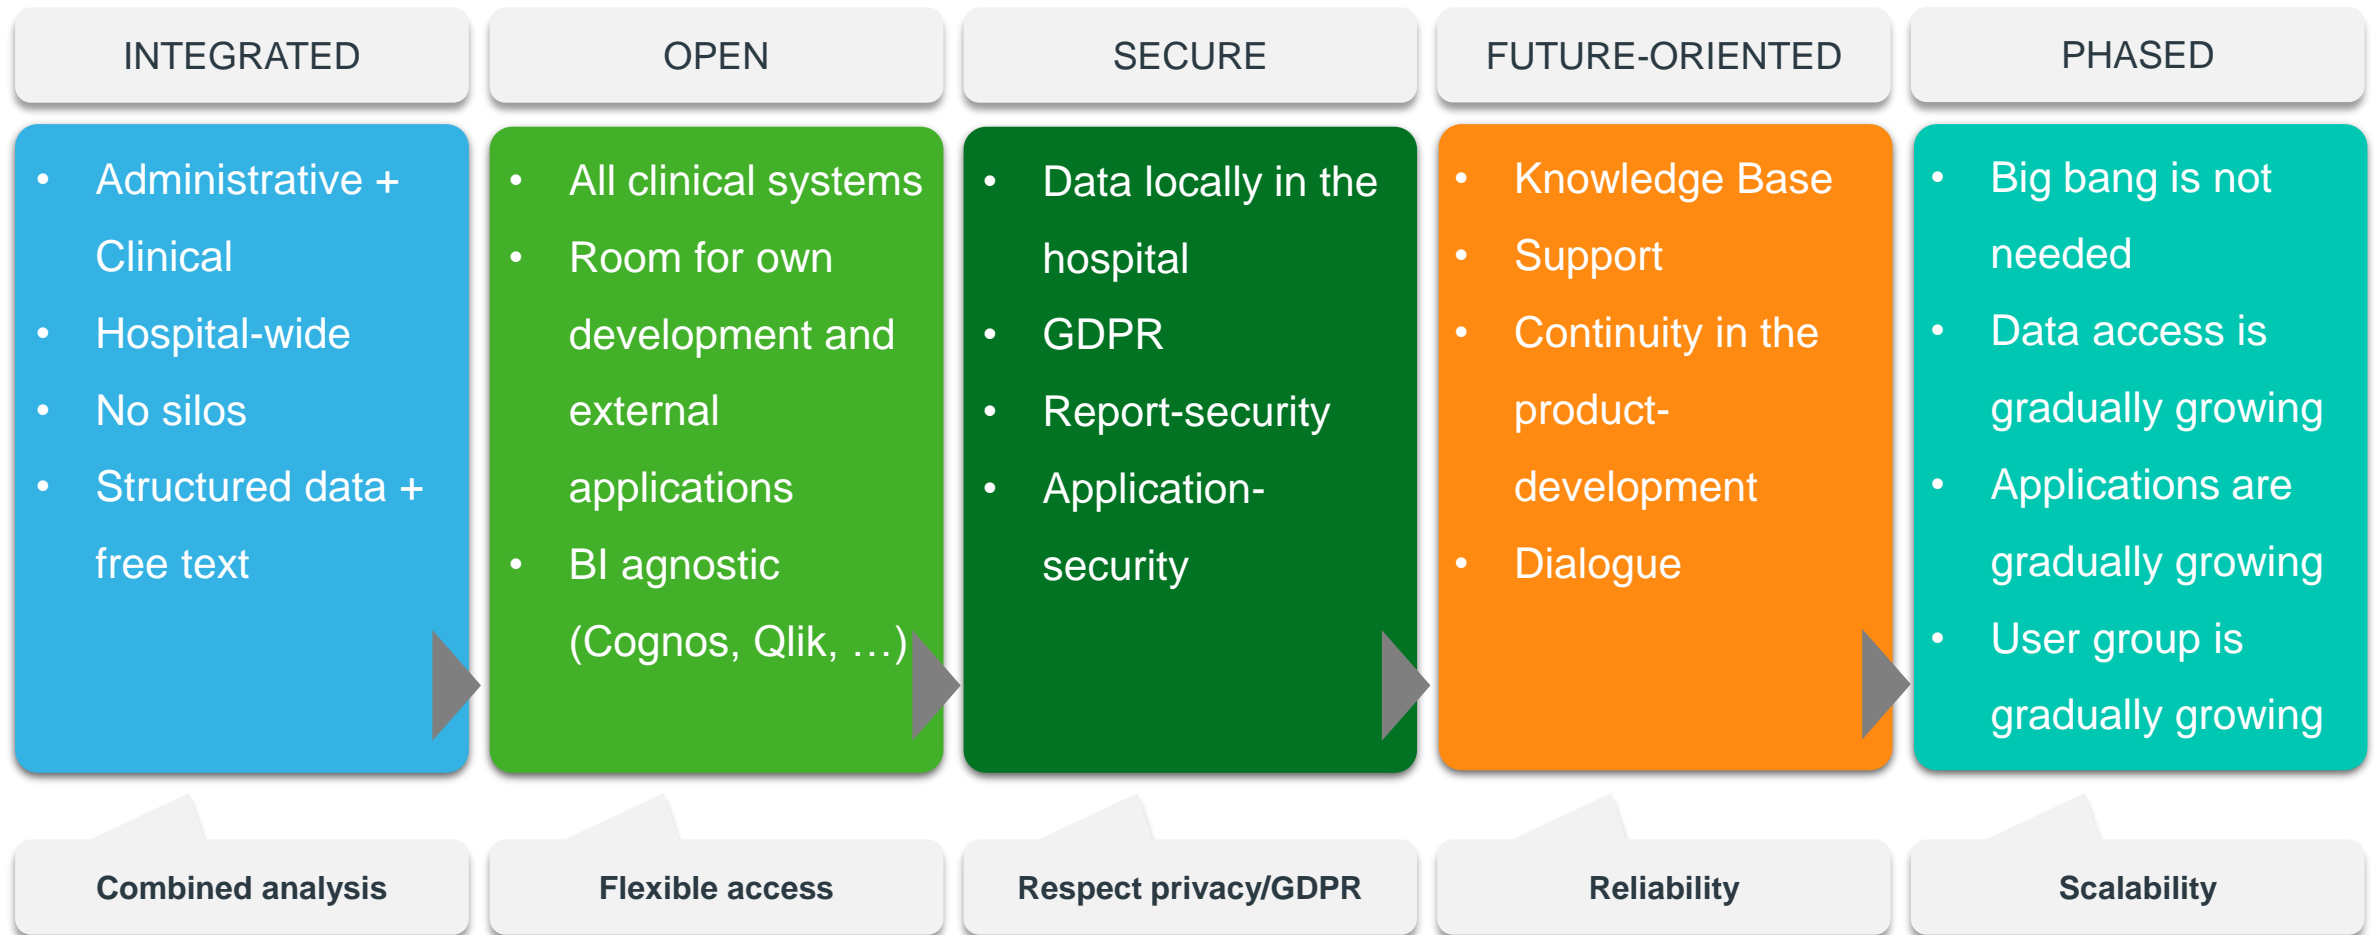 INTEGRATED
• Administrative +
Clinical
• Hospital-wide
• No silos
• Structured data +
free text
Combined analysis
OPEN
• All clinical systems
• Room for own
development and
external
applications
• BI agnostic
(Cognos, Qlik, …)
Flexible access
SECURE
• Data locally in the
hospital
• GDPR
• Report-security
• Application-
security
Respect privacy/GDPR
FUTURE-ORIENTED
• Knowledge Base
• Support
• Continuity in the
product-
development
• Dialogue
Reliability
PHASED
• Big bang is not
needed
• Data access is
gradually growing
• Applications are
gradually growing
• User group is
gradually growing
Scalability